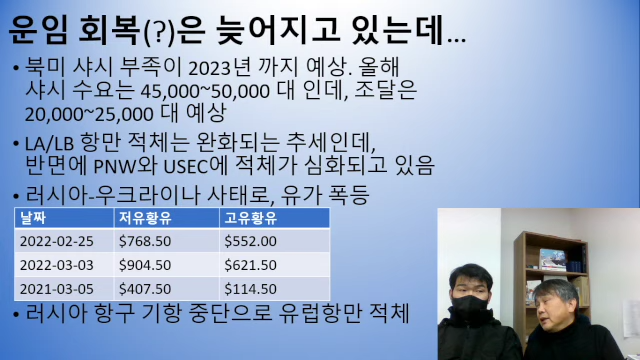 운임 회복(?)은 늦어지고 있는데...
• 북미 샤시 부족이 2023년 까지 예상. 올해
샤시 수요는 45,000~50,000 대 인데, 조달은
20,000~25,000 대 예상
• LA/LB 항만 적체는 완화되는 추세인데,
반면에 PNW와 USEC에 적체가 심화되고 있음
• 러시아-우크라이나 사태로, 유가 폭등
날짜 저유황유 고유황유
2022-02-25 $768.50 $552.00
2022-03-03 $904.50 $621.50
2021-03-05 $407.50 $114.50
• 러시아 항구 기항 중단으로 유럽항만 적체